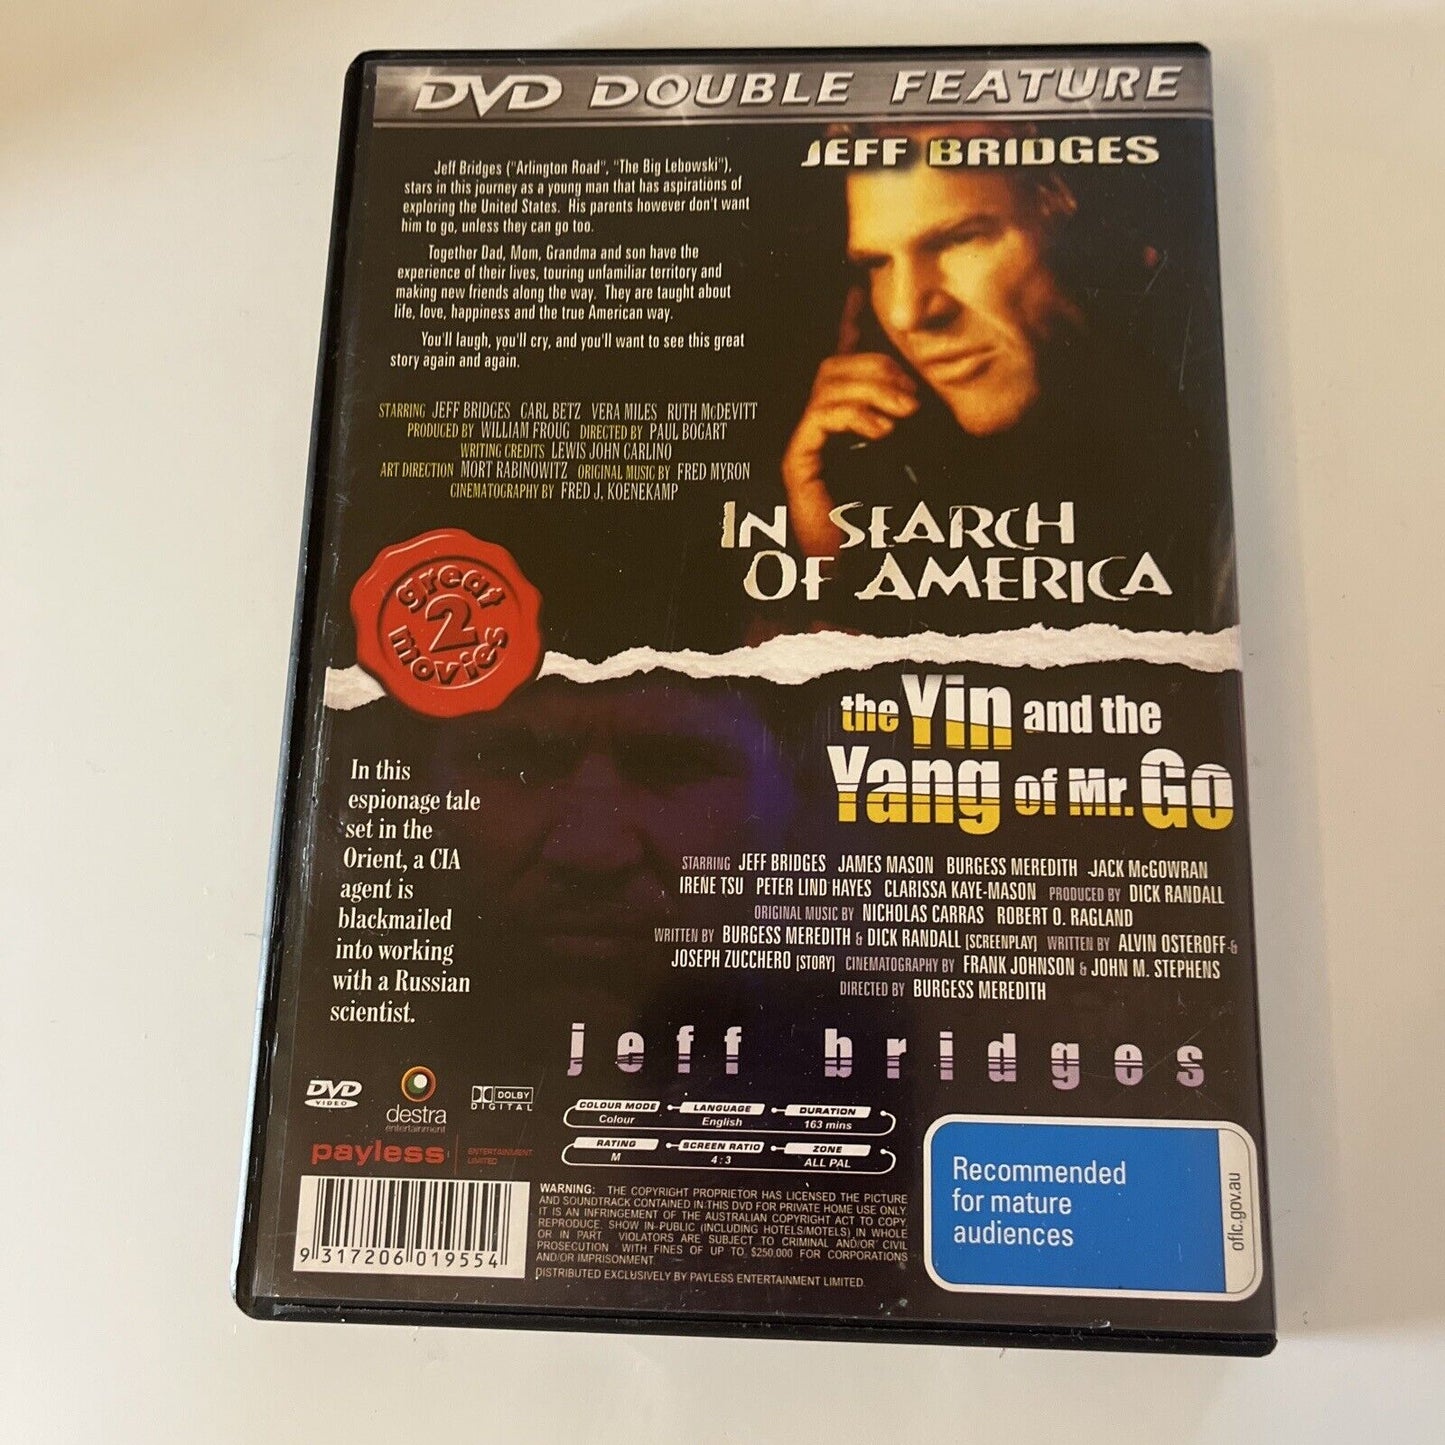 DVD DOUBLE FEATURE
JEFF BRIDGES
Jeff Bridges ("Arlington Road", "The Big Lebowski"),
stars in this journey as a young man that has aspirations of
exploring the United States. His parents however don't want
him to go, unless they can go too.
Together Dad, Mom, Grandma and son have the
experience of their lives, touring unfamiliar territory and
making new friends along the way. They are taught about
life, love, happiness and the true American way.
You'll laugh, you'll cry, and you'll want to see this great
story again and again.
STARRING JEFF BRIDGES CARL BETZ VERA MILES RUTH McDEVITT
PRODUCED BY WILLIAM FROUG DIRECTED BY PAUL BOGART
WRITING CREDITS LEWIS JOHN CARLINO
ART DIRECTION MORT RABINOWITZ ORIGINAL MUSIC BY FRED MYRON
CINEMATOGRAPHY BY FRED J. KOENEKAMP
IN SEARCH
OF AMERICA
great
2
movies
the Yin and the
Yang of Mr. Go
In this
espionage tale
set in the
Orient, a CIA
agent is
blackmailed
into working
with a Russian
scientist.
STARRING JEFF BRIDGES JAMES MASON BURGESS MEREDITH JACK McGOWRAN
IRENE TSU PETER LIND HAYES CLARISSA KAYE-MASON PRODUCED BY DICK RANDALL
ORIGINAL MUSIC BY NICHOLAS CARRAS ROBERT O. RAGLAND
WRITTEN BY BURGESS MEREDITH & DICK RANDALL (SCREENPLAY) WRITTEN BY ALVIN OSTEROFF &
JOSEPH ZUCCHERO (STORY) CINEMATOGRAPHY BY FRANK JOHNSON & JOHN M. STEPHENS
DIRECTED BY BURGESS MEREDITH
jeff bridges
DVD
VIDEO
destra
entertainment
DOLBY
DIGITAL
payless
ENTERTAINMENT
LIMITED
COLOUR MODE LANGUAGE DURATION
Colour English 163 mins
RATING SCREEN RATIO ZONE
M 4:3 ALL PAL
WARNING: THE COPYRIGHT PROPRIETOR HAS LICENSED THE PICTURE
AND SOUNDTRACK CONTAINED IN THIS DVD FOR PRIVATE HOME USE ONLY.
IT IS AN INFRINGEMENT OF THE AUSTRALIAN COPYRIGHT ACT TO COPY,
REPRODUCE, SHOW IN PUBLIC (INCLUDING HOTELS/MOTELS) IN WHOLE
OR IN PART. VIOLATORS ARE SUBJECT TO CRIMINAL AND/OR CIVIL
PROSECUTION WITH FINES OF UP TO $250,000 FOR CORPORATIONS
AND/OR IMPRISONMENT.
DISTRIBUTED EXCLUSIVELY BY PAYLESS ENTERTAINMENT LIMITED.
9 317206 019554
Recommended
for mature
audiences
oflc.gov.au